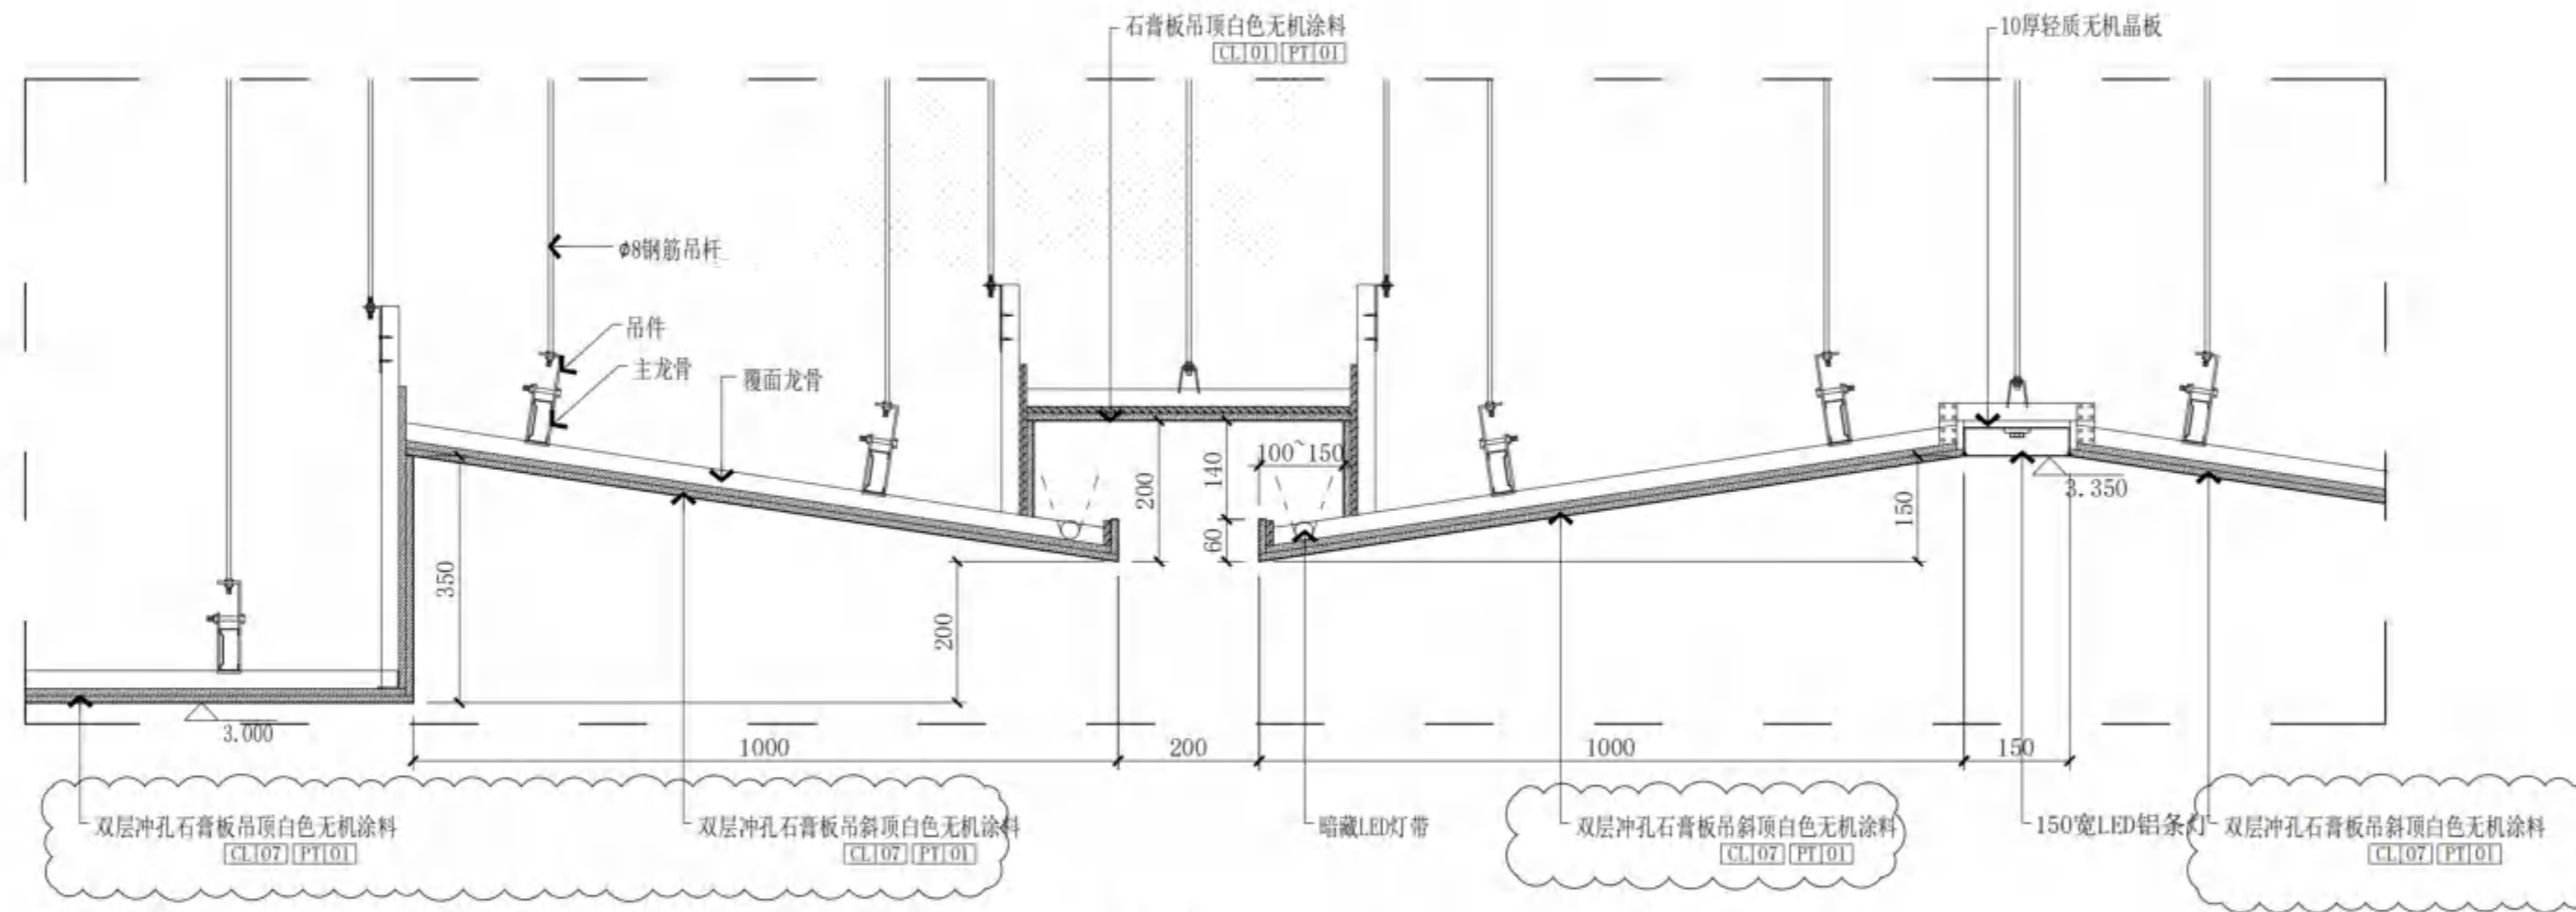 石膏板吊顶白色无机涂料
CL 01 PT 01
10厚轻质无机晶板
ϕ8钢筋吊杆
吊件
主龙骨
覆面龙骨
100~150
140
200
60
150
3.350
350
200
3.000
1000
200
1000
150
双层冲孔石膏板吊顶白色无机涂料
CL 07 PT 01
双层冲孔石膏板吊斜顶白色无机涂料
CL 07 PT 01
暗藏LED灯带
双层冲孔石膏板吊斜顶白色无机涂料
CL 07 PT 01
150宽LED铝条灯
双层冲孔石膏板吊斜顶白色无机涂料
CL 07 PT 01